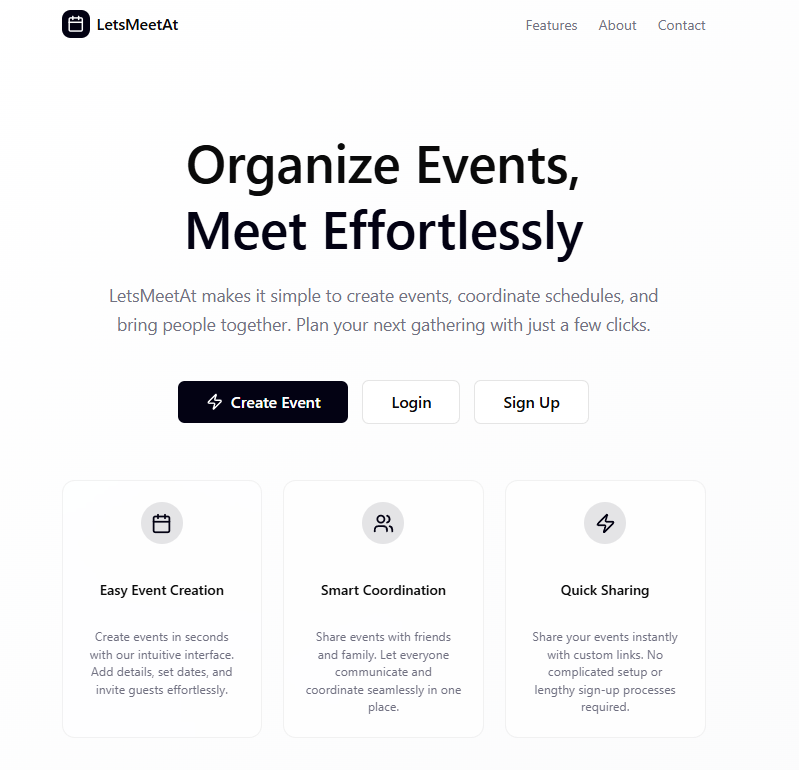 LetsMeetAt
Features
About
Contact
Organize Events,
Meet Effortlessly
LetsMeetAt makes it simple to create events, coordinate schedules, and
bring people together. Plan your next gathering with just a few clicks.
Create Event
Login
Sign Up
Easy Event Creation
Create events in seconds
with our intuitive interface.
Add details, set dates, and
invite guests effortlessly.
Smart Coordination
Share events with friends
and family. Let everyone
communicate and
coordinate seamlessly in one
place.
Quick Sharing
Share your events instantly
with custom links. No
complicated setup or
lengthy sign-up processes
required.